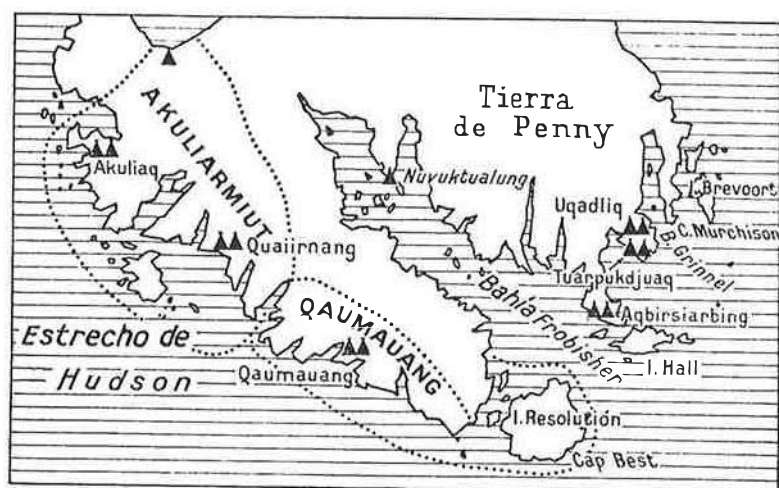 Tierra
de Penny
AKULIARMIUT
Akuliaq
Nuvuktualung
I. Brevoort
Uqadliq
C. Murchison
B. Grinnel
Quaiirnang
Tuarpukdjuaq
QAUMAUANG
Bahía Frobisher
Aqbirsiarbing
Estrecho de
Hudson
I. Hall
Qaumauang
I. Resolución
Cap Best